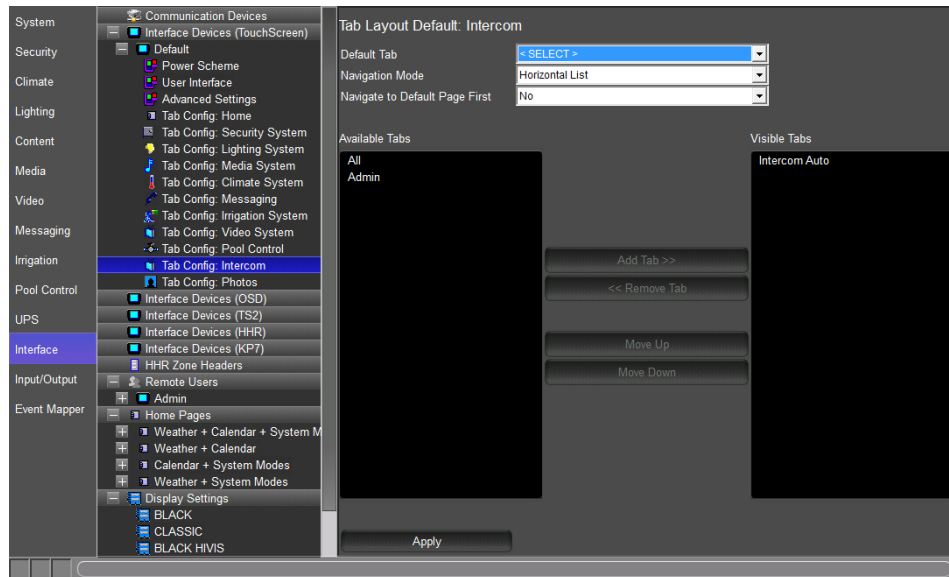 System
Security
Climate
Lighting
Content
Media
Video
Messaging
Irrigation
Pool Control
UPS
Interface
Input/Output
Event Mapper
Communication Devices
Interface Devices (TouchScreen)
Default
Power Scheme
User Interface
Advanced Settings
Tab Config: Home
Tab Config: Security System
Tab Config: Lighting System
Tab Config: Media System
Tab Config: Climate System
Tab Config: Messaging
Tab Config: Irrigation System
Tab Config: Video System
Tab Config: Pool Control
Tab Config: Intercom
Tab Config: Photos
Interface Devices (OSD)
Interface Devices (TS2)
Interface Devices (HHR)
Interface Devices (KP7)
HHR Zone Headers
Remote Users
Admin
Home Pages
Weather + Calendar + System M
Weather + Calendar
Calendar + System Modes
Weather + System Modes
Display Settings
BLACK
CLASSIC
BLACK HIVIS
Tab Layout Default: Intercom
Default Tab < SELECT >
Navigation Mode Horizontal List
Navigate to Default Page First No
Available Tabs
All
Admin
Add Tab >>
<< Remove Tab
Move Up
Move Down
Visible Tabs
Intercom Auto
Apply